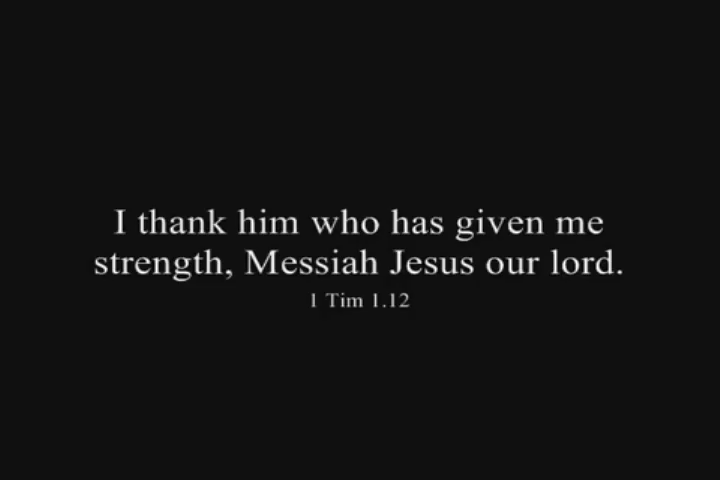 I thank him who has given me
strength, Messiah Jesus our lord.
1 Tim 1.12